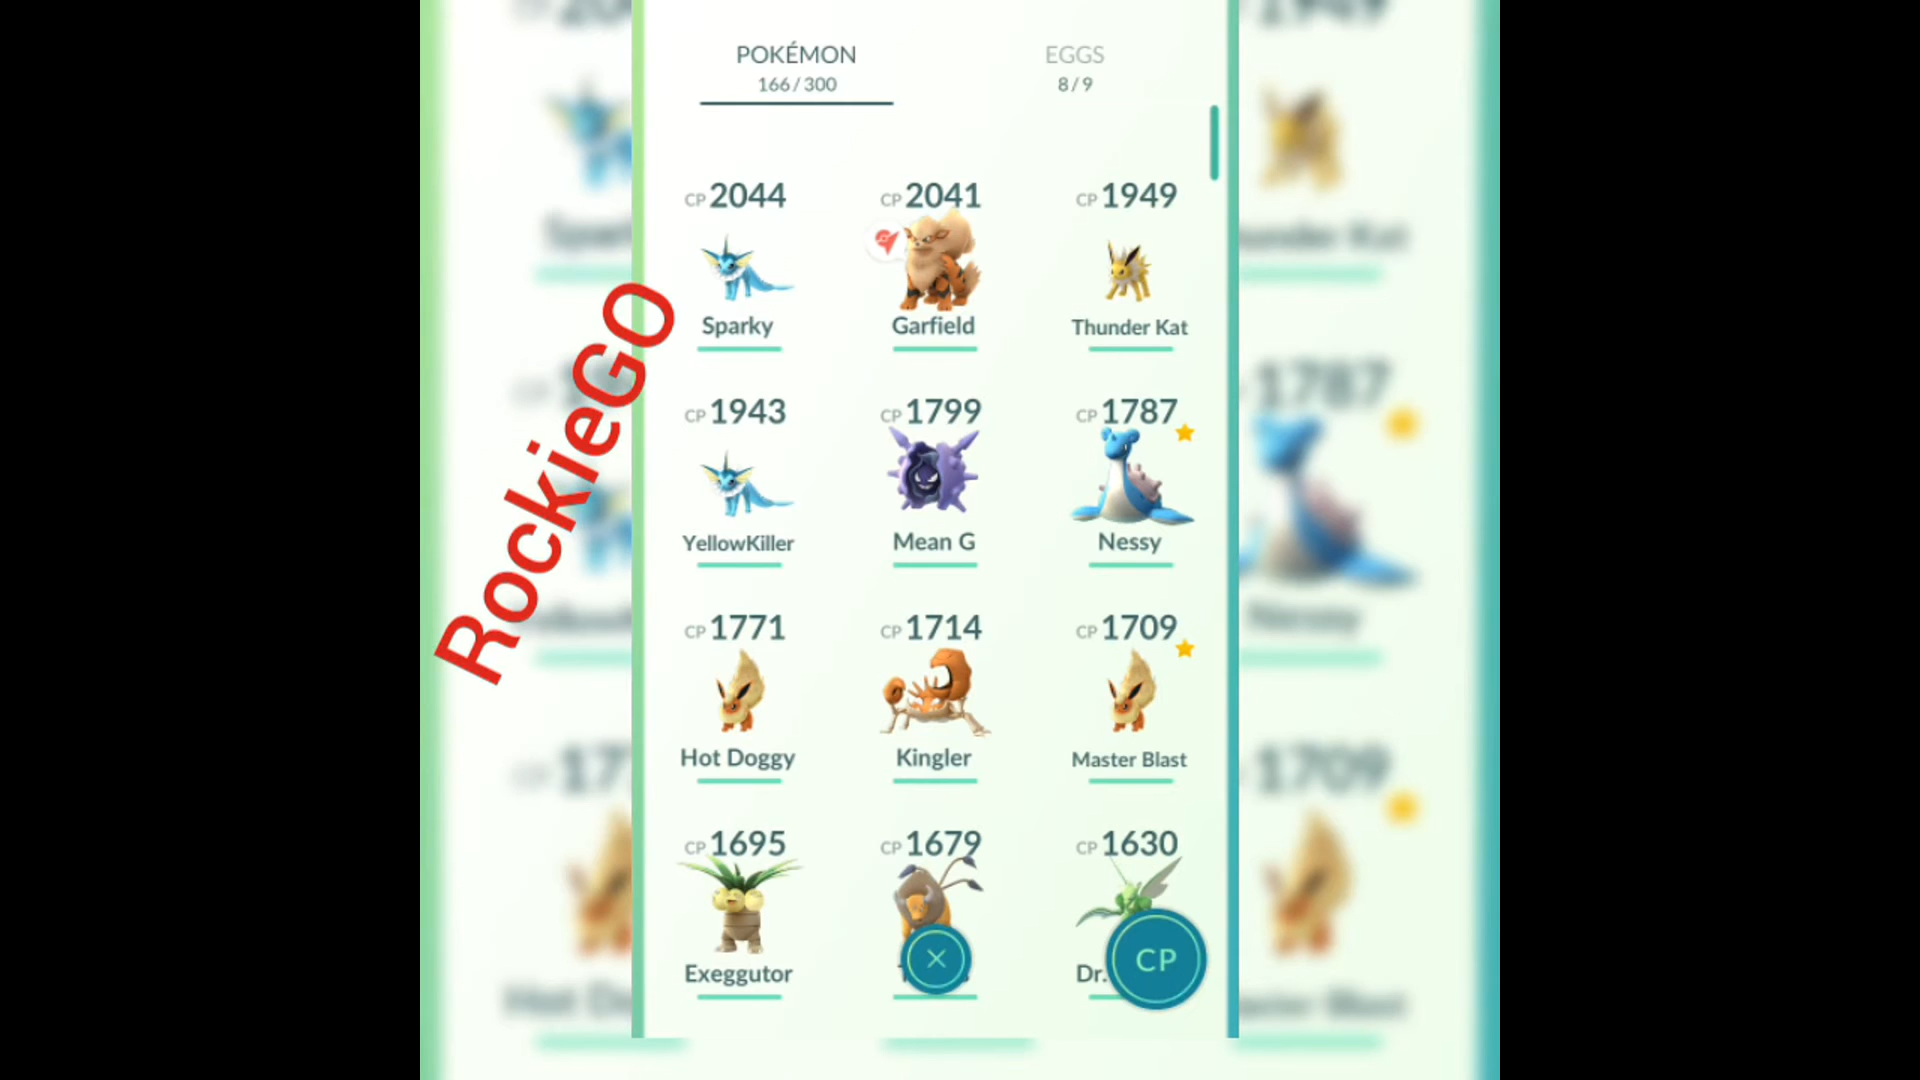 POKÉMON EGGS
166/300 8/9
CP 2044 CP 2041 CP 1949
Sparky Garfield Thunder Kat
CP 1943 CP 1799 CP 1787
YellowKiller Mean G Nessy
CP 1771 CP 1714 CP 1709
Hot Doggy Kingler Master Blast
CP 1695 CP 1679 CP 1630
Exeggutor Dr.
CP
RockieGO